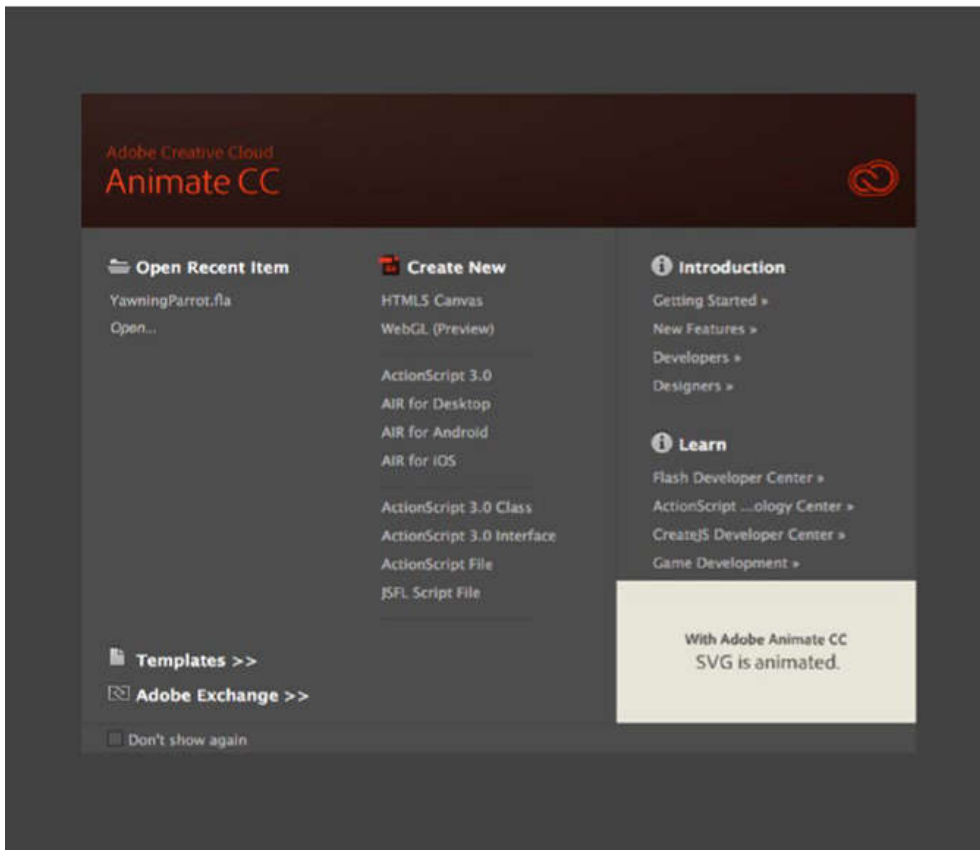 Adobe Creative Cloud
Animate CC
Open Recent Item
YawningParrot.fla
Open...
Create New
HTML5 Canvas
WebGL (Preview)
ActionScript 3.0
AIR for Desktop
AIR for Android
AIR for iOS
ActionScript 3.0 Class
ActionScript 3.0 Interface
ActionScript File
JSFL Script File
Introduction
Getting Started »
New Features »
Developers »
Designers »
Learn
Flash Developer Center »
ActionScript ...ology Center »
CreateJS Developer Center »
Game Development »
With Adobe Animate CC
SVG is animated.
Templates >>
Adobe Exchange >>
Don't show again